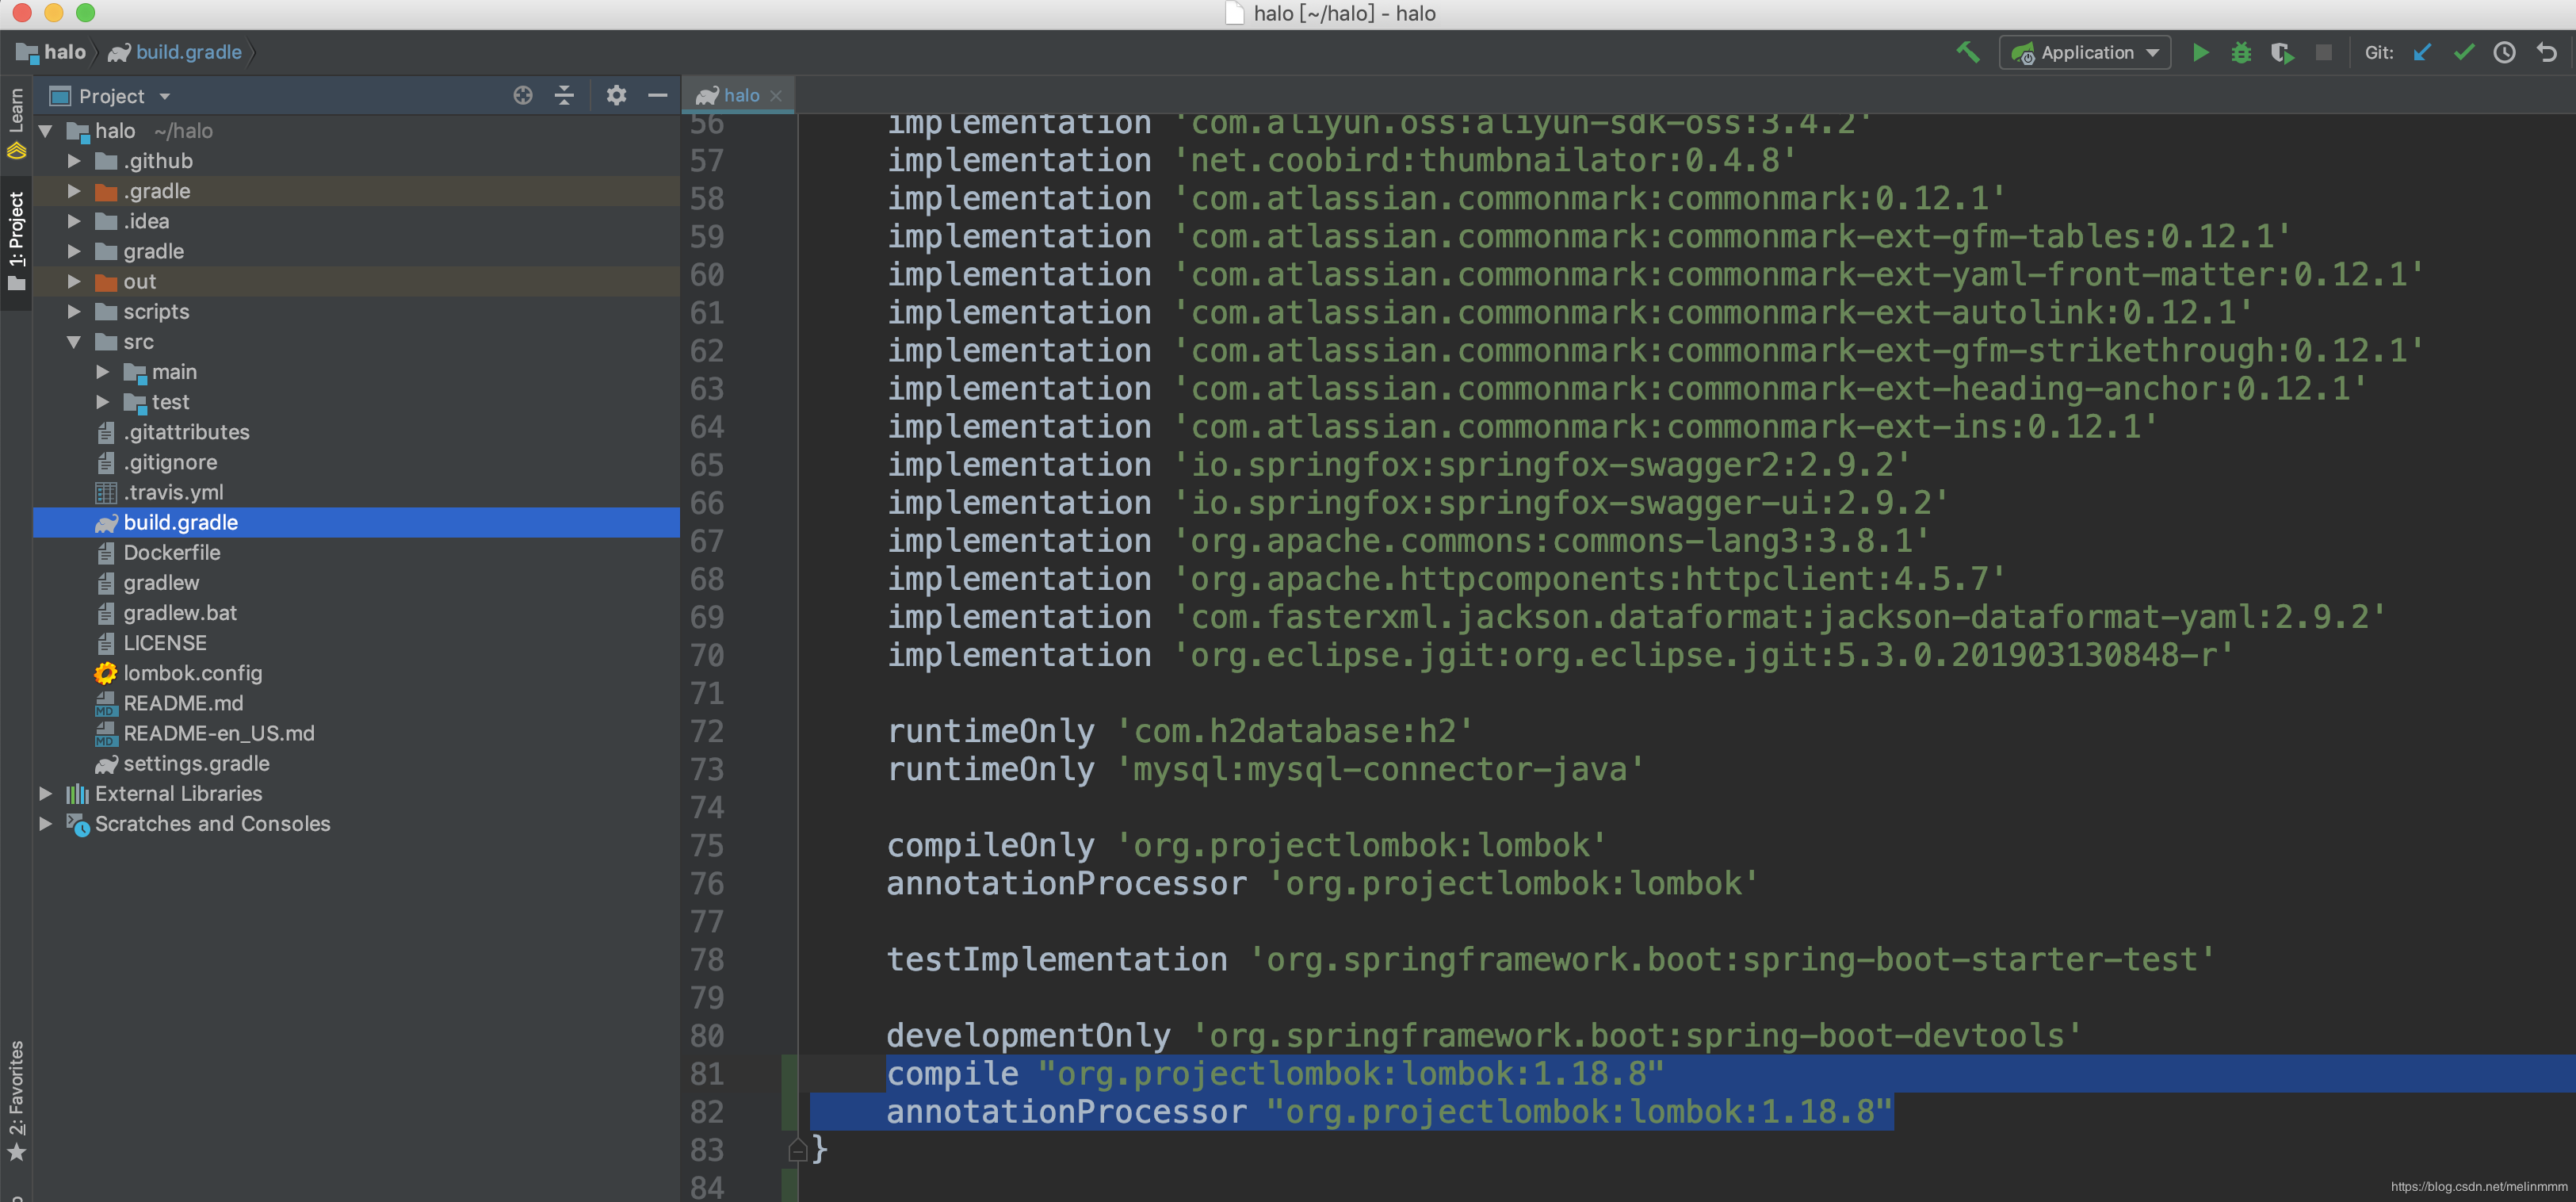 halo [~/halo] - halo
halo
build.gradle
Application
Git:
Learn
1: Project
2: Favorites
Project
halo ~/halo
.github
.gradle
.idea
gradle
out
scripts
src
main
test
.gitattributes
.gitignore
.travis.yml
build.gradle
Dockerfile
gradlew
gradlew.bat
LICENSE
lombok.config
README.md
README-en_US.md
settings.gradle
External Libraries
Scratches and Consoles
halo
56 implementation 'com.aliyun.oss:aliyun-sdk-oss:3.4.2'
57 implementation 'net.coobird:thumbnailator:0.4.8'
58 implementation 'com.atlassian.commonmark:commonmark:0.12.1'
59 implementation 'com.atlassian.commonmark:commonmark-ext-gfm-tables:0.12.1'
60 implementation 'com.atlassian.commonmark:commonmark-ext-yaml-front-matter:0.12.1'
61 implementation 'com.atlassian.commonmark:commonmark-ext-autolink:0.12.1'
62 implementation 'com.atlassian.commonmark:commonmark-ext-gfm-strikethrough:0.12.1'
63 implementation 'com.atlassian.commonmark:commonmark-ext-heading-anchor:0.12.1'
64 implementation 'com.atlassian.commonmark:commonmark-ext-ins:0.12.1'
65 implementation 'io.springfox:springfox-swagger2:2.9.2'
66 implementation 'io.springfox:springfox-swagger-ui:2.9.2'
67 implementation 'org.apache.commons:commons-lang3:3.8.1'
68 implementation 'org.apache.httpcomponents:httpclient:4.5.7'
69 implementation 'com.fasterxml.jackson.dataformat:jackson-dataformat-yaml:2.9.2'
70 implementation 'org.eclipse.jgit:org.eclipse.jgit:5.3.0.201903130848-r'
71
72 runtimeOnly 'com.h2database:h2'
73 runtimeOnly 'mysql:mysql-connector-java'
74
75 compileOnly 'org.projectlombok:lombok'
76 annotationProcessor 'org.projectlombok:lombok'
77
78 testImplementation 'org.springframework.boot:spring-boot-starter-test'
79
80 developmentOnly 'org.springframework.boot:spring-boot-devtools'
81 compile "org.projectlombok:lombok:1.18.8"
82 annotationProcessor "org.projectlombok:lombok:1.18.8"
83 }
84
https://blog.csdn.net/melinmmm